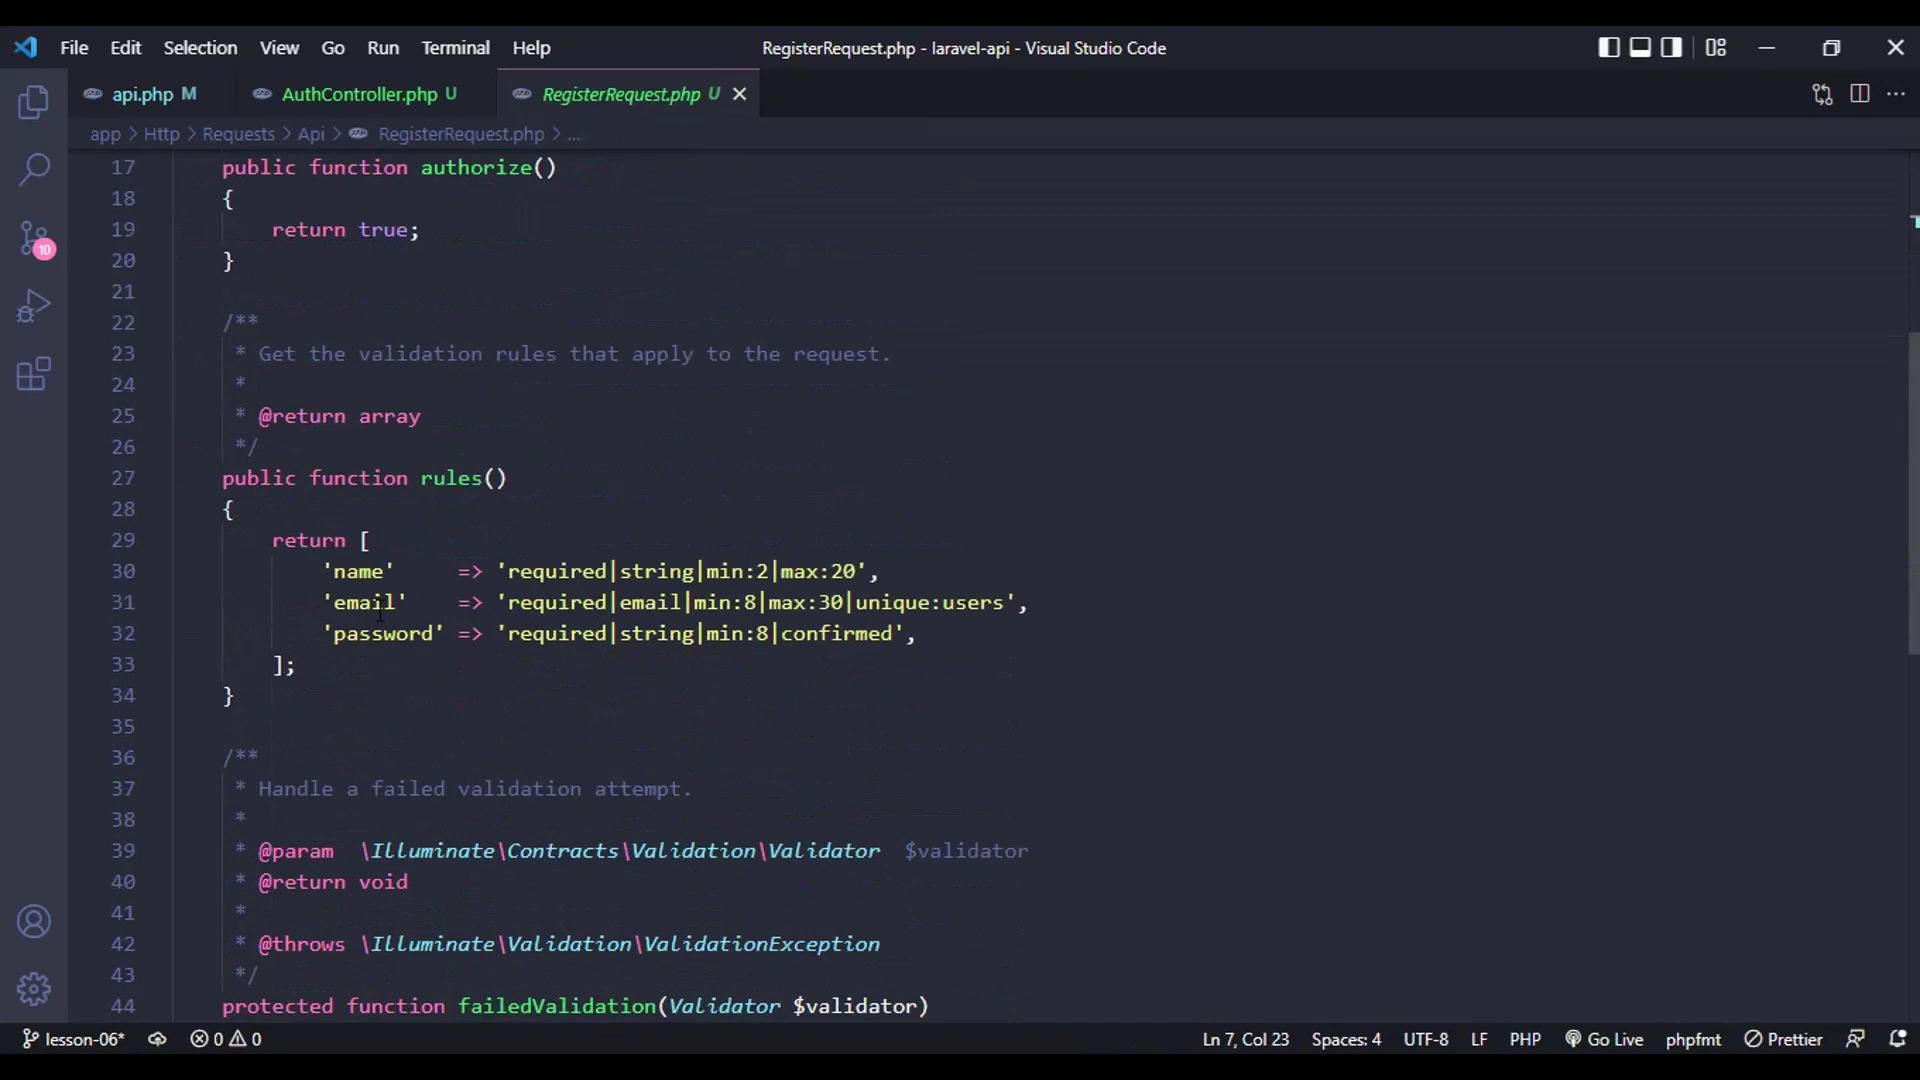 File Edit Selection View Go Run Terminal Help RegisterRequest.php - laravel-api - Visual Studio Code
api.php M AuthController.php U RegisterRequest.php U
app > Http > Requests > Api > RegisterRequest.php > ...
17 public function authorize()
18 {
19 return true;
20 }
21
22 /**
23 * Get the validation rules that apply to the request.
24 *
25 * @return array
26 */
27 public function rules()
28 {
29 return [
30 'name' => 'required|string|min:2|max:20',
31 'email' => 'required|email|min:8|max:30|unique:users',
32 'password' => 'required|string|min:8|confirmed',
33 ];
34 }
35
36 /**
37 * Handle a failed validation attempt.
38 *
39 * @param \Illuminate\Contracts\Validation\Validator $validator
40 * @return void
41 *
42 * @throws \Illuminate\Validation\ValidationException
43 */
44 protected function failedValidation(Validator $validator)
10
lesson-06* 0 0 Ln 7, Col 23 Spaces: 4 UTF-8 LF PHP Go Live phpfmt Prettier